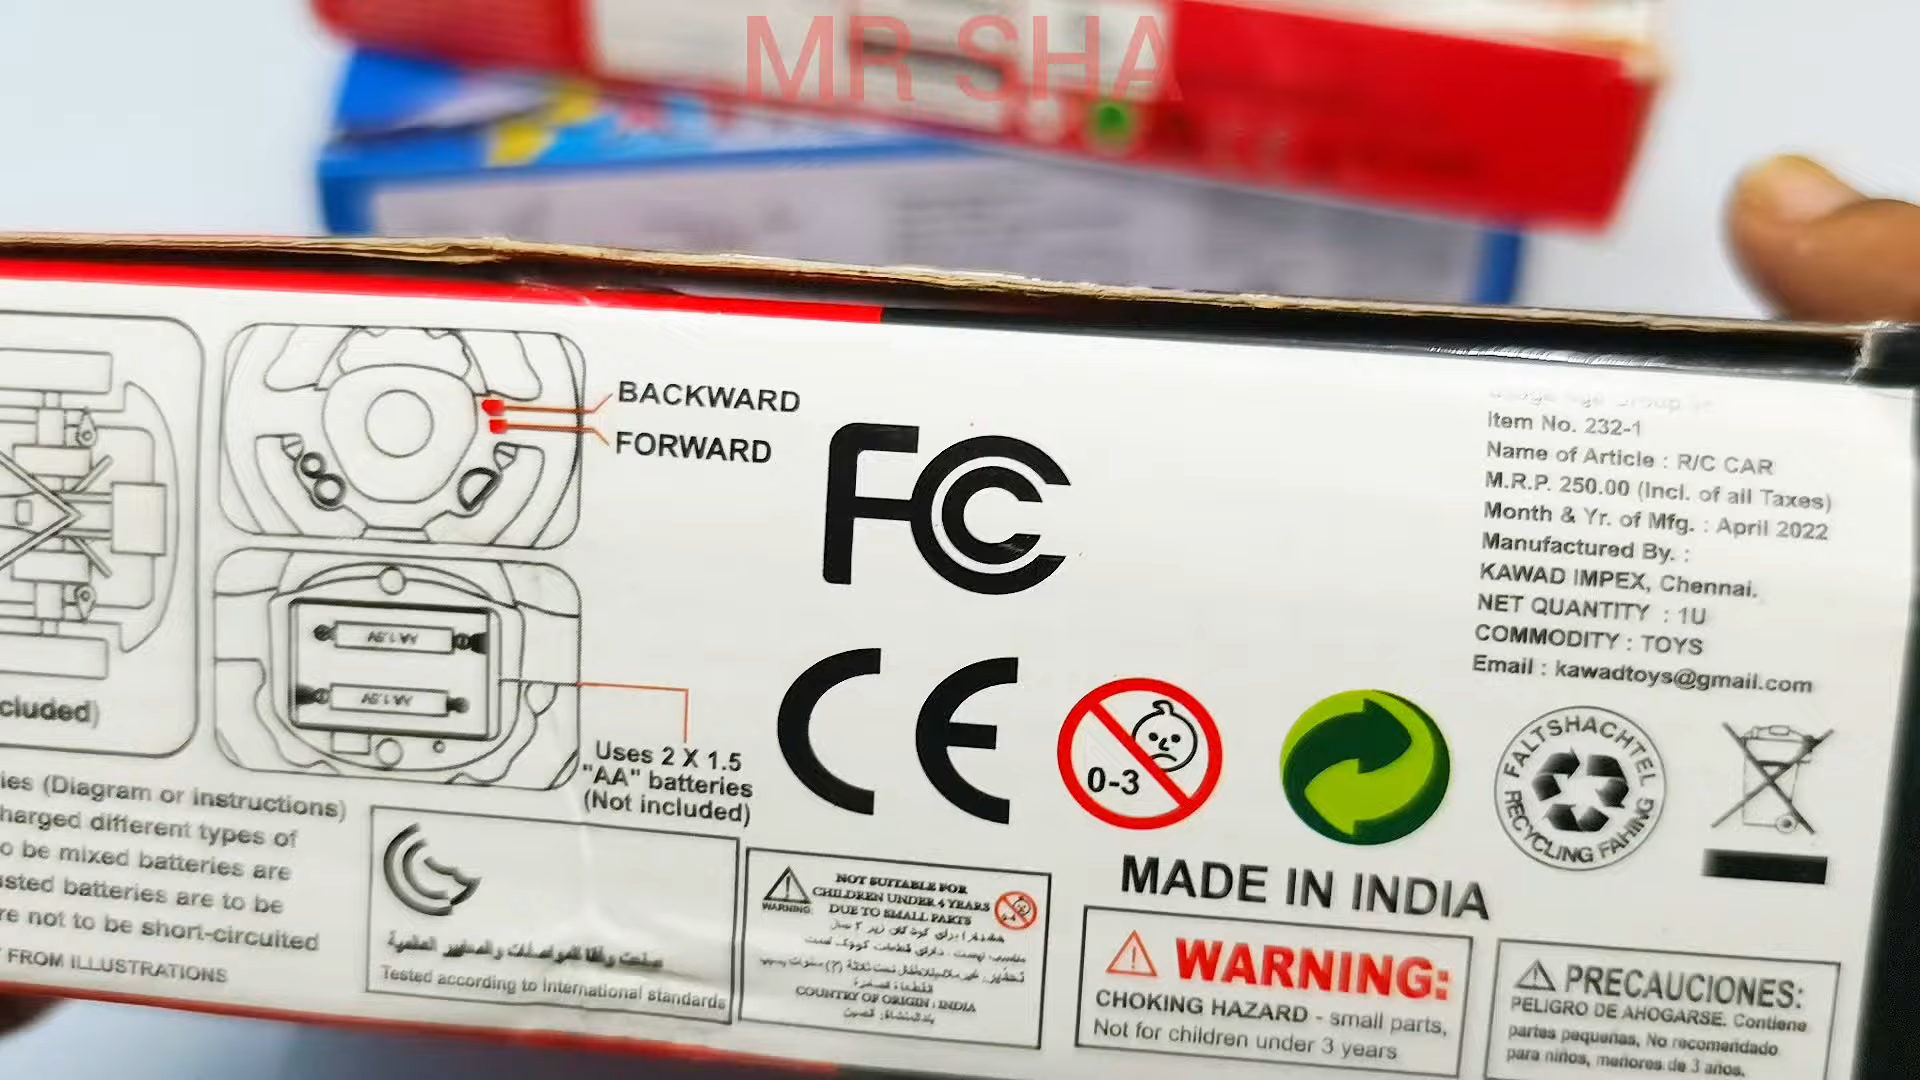 MR SHA
BACKWARD
FORWARD
Uses 2 X 1.5
"AA" batteries
(Not included)
cluded)
ies (Diagram or instructions)
harged different types of
o be mixed batteries are
usted batteries are to be
re not to be short-circuited
FROM ILLUSTRATIONS
FC
CE
0-3
Item No. 232-1
Name of Article : R/C CAR
M.R.P. 250.00 (Incl. of all Taxes)
Month & Yr. of Mfg. : April 2022
Manufactured By. :
KAWAD IMPEX, Chennai.
NET QUANTITY : 1U
COMMODITY : TOYS
Email : kawadtoys@gmail.com
FALTSHACHTEL
RECYCLING FAHING
MADE IN INDIA
Tested according to International standards
WARNING:
NOT SUITABLE FOR
CHILDREN UNDER 4 YEARS
DUE TO SMALL PARTS
COUNTRY OF ORIGIN : INDIA
WARNING:
CHOKING HAZARD - small parts,
Not for children under 3 years
PRECAUCIONES:
PELIGRO DE AHOGARSE. Contiene
partes pequeñas, No recomendado
para niños, menores de 3 años.